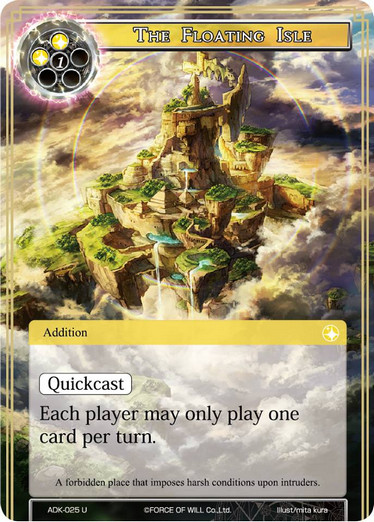 The Floating Isle
1
Addition
Quickcast
Each player may only play one
card per turn.
A forbidden place that imposes harsh conditions upon intruders.
ADK-025 U ©FORCE OF WILL Co.,Ltd. Illust/mita kura